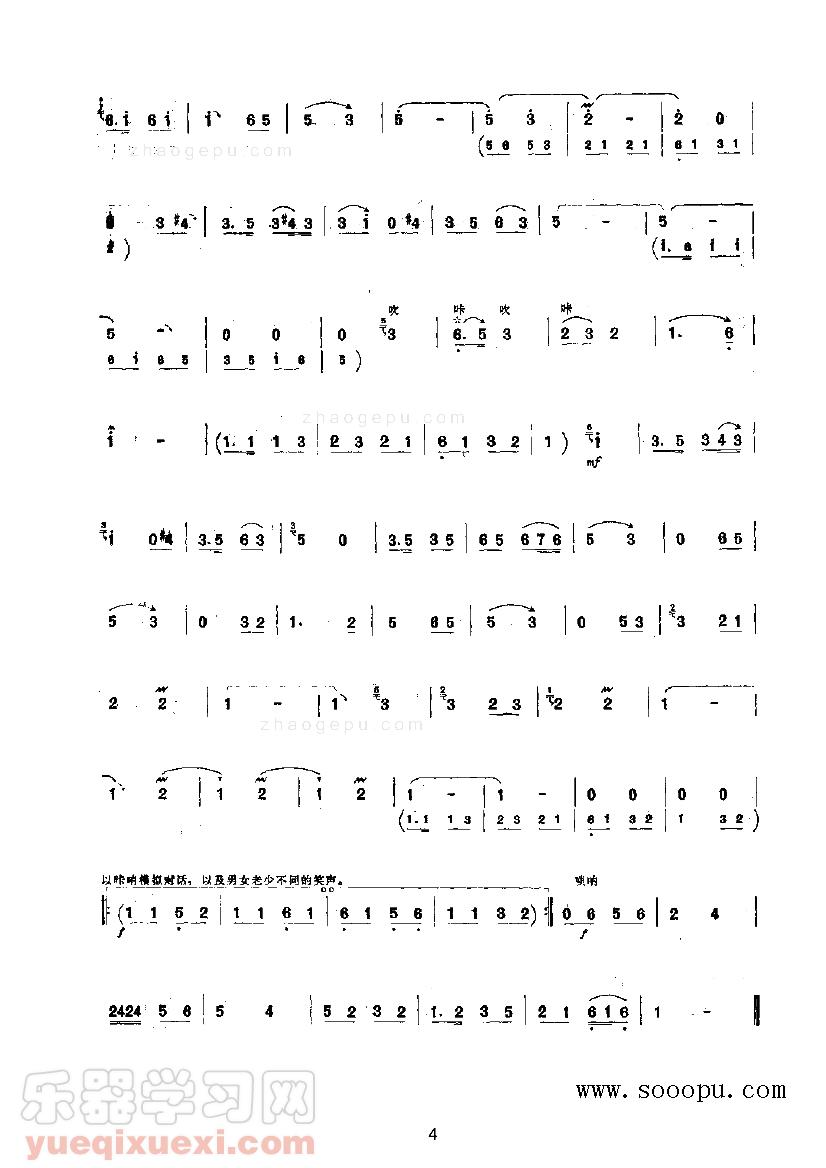 6. i 6 i | i 6 5 | 5 3 | 5 - | 5 3 | 2 - | 2 0 |
(5 6 5 3 | 2 1 2 1 | 6 1 3 1 |
zhaogepu.com
3 #4 | 3. 5 3 #4 3 | 3 i 0 #4 | 3 5 6 3 | 5 - | 5 - |
) (1. 6 i i |
吹 咔 吹 咔
5 - | 0 0 | 0 3 | 6. 5 3 | 2 3 2 | 1. 6 |
6 i 6 5 | 3 5 i 6 | 5 )
zhaogepu.com
i - | (1. 1 1 3 | 2 3 2 1 | 6 1 3 2 | 1 ) i | 3. 5 3 4 3 |
mf
i 0 #4 | 3. 5 6 3 | 5 0 | 3. 5 3 5 | 6 5 6 7 6 | 5 3 | 0 6 5 |
5 3 | 0 3 2 | 1. 2 | 5 6 5 | 5 3 | 0 5 3 | 3 2 1 |
2 2 | 1 - | 1 3 | 3 2 3 | 2 2 | 1 - |
zhaogepu.com
1 2 | 1 2 | 1 2 | 1 - | 1 - | 0 0 | 0 0 |
(1. 1 1 3 | 2 3 2 1 | 6 1 3 2 | 1 3 2 )
以咔哨模拟对话，以及男女老少不同的笑声。 唢呐
‖: (1 1 5 2 | 1 1 6 1 | 6 1 5 6 | 1 1 3 2) :‖ 0 6 5 6 | 2 4 |
f f
2424 5 6 | 5 4 | 5 2 3 2 | 1. 2 3 5 | 2 1 6 1 6 | 1 - ‖
乐器学习网
yueqixuexi.com
www.sooopu.com
4